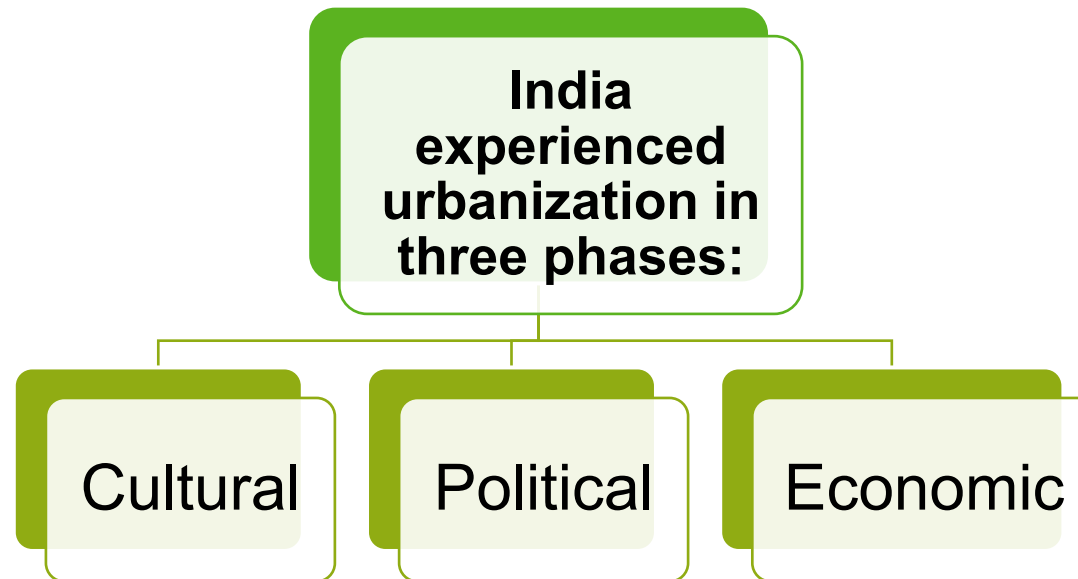 India
experienced
urbanization in
three phases:
Cultural
Political
Economic